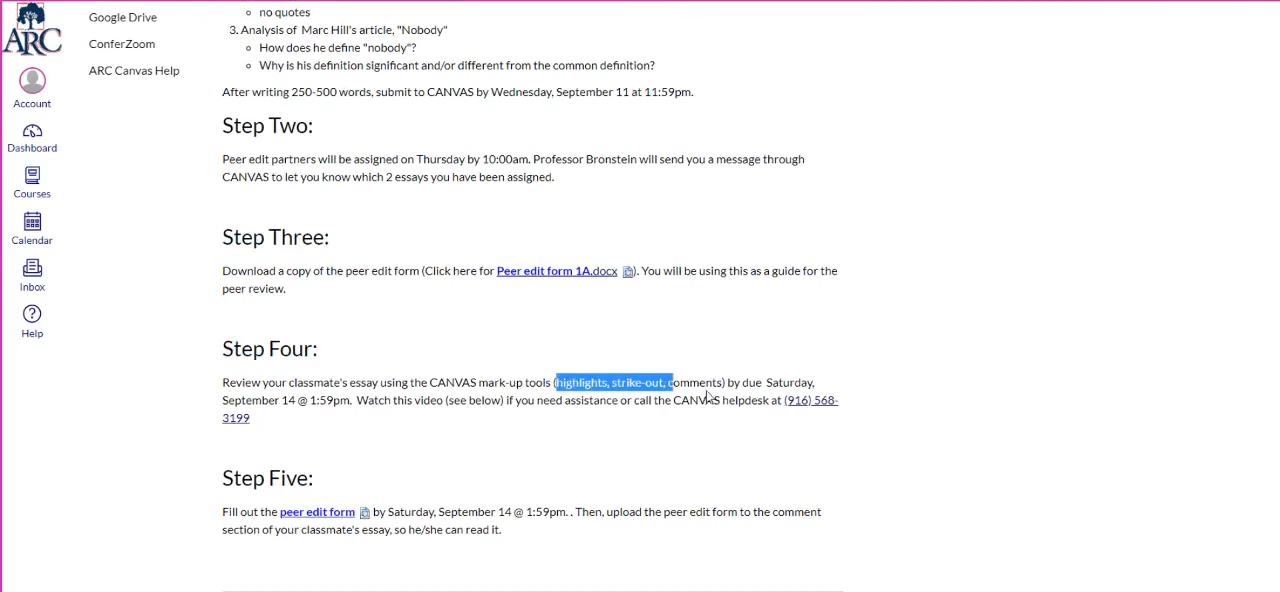 ARC
Account
Dashboard
Courses
Calendar
Inbox
Help
Google Drive
ConferZoom
ARC Canvas Help
no quotes
3. Analysis of Marc Hill's article, "Nobody"
How does he define "nobody"?
Why is his definition significant and/or different from the common definition?
After writing 250-500 words, submit to CANVAS by Wednesday, September 11 at 11:59pm.
Step Two:
Peer edit partners will be assigned on Thursday by 10:00am. Professor Bronstein will send you a message through
CANVAS to let you know which 2 essays you have been assigned.
Step Three:
Download a copy of the peer edit form (Click here for Peer edit form 1A.docx ). You will be using this as a guide for the
peer review.
Step Four:
Review your classmate's essay using the CANVAS mark-up tools (highlights, strike-out, comments) by due Saturday,
September 14 @ 1:59pm. Watch this video (see below) if you need assistance or call the CANVAS helpdesk at (916) 568-
3199
Step Five:
Fill out the peer edit form by Saturday, September 14 @ 1:59pm. . Then, upload the peer edit form to the comment
section of your classmate's essay, so he/she can read it.